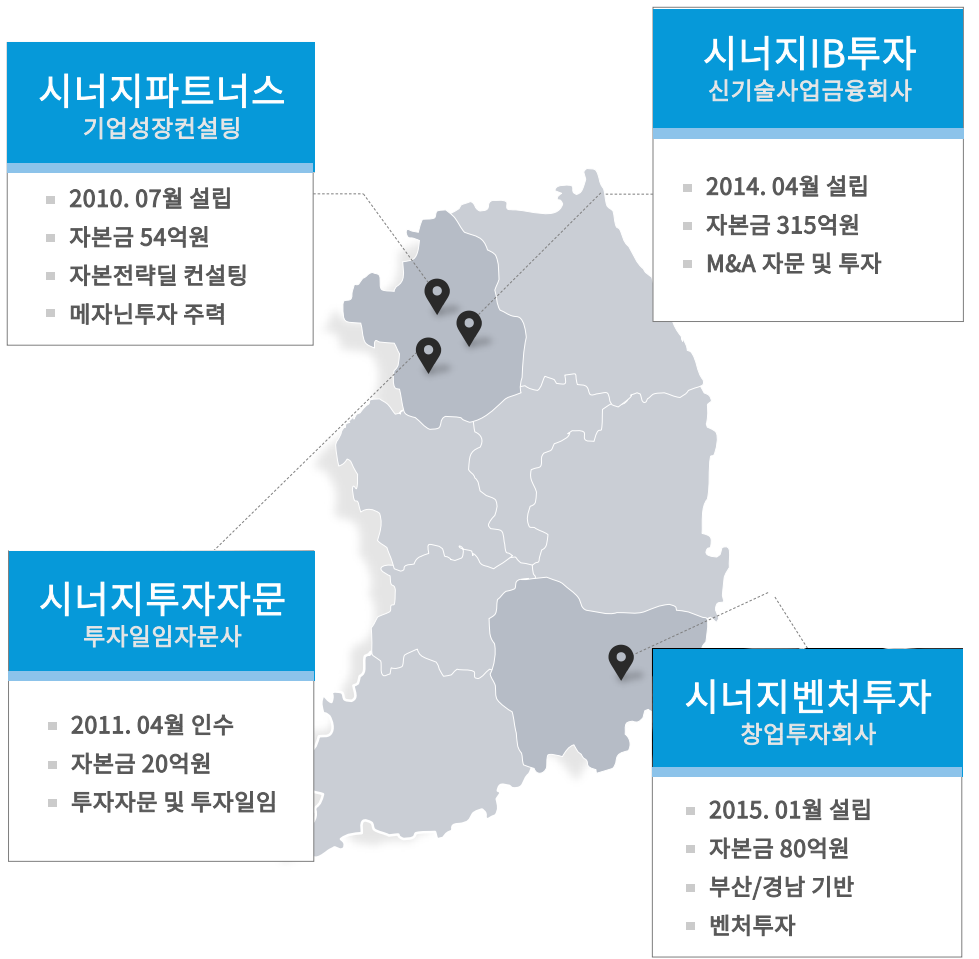 시너지파트너스
기업성장컨설팅
2010. 07월 설립
자본금 54억원
자본전략딜 컨설팅
메자닌투자 주력
시너지IB투자
신기술사업금융회사
2014. 04월 설립
자본금 315억원
M&A 자문 및 투자
시너지투자자문
투자일임자문사
2011. 04월 인수
자본금 20억원
투자자문 및 투자일임
시너지벤처투자
창업투자회사
2015. 01월 설립
자본금 80억원
부산/경남 기반
벤처투자